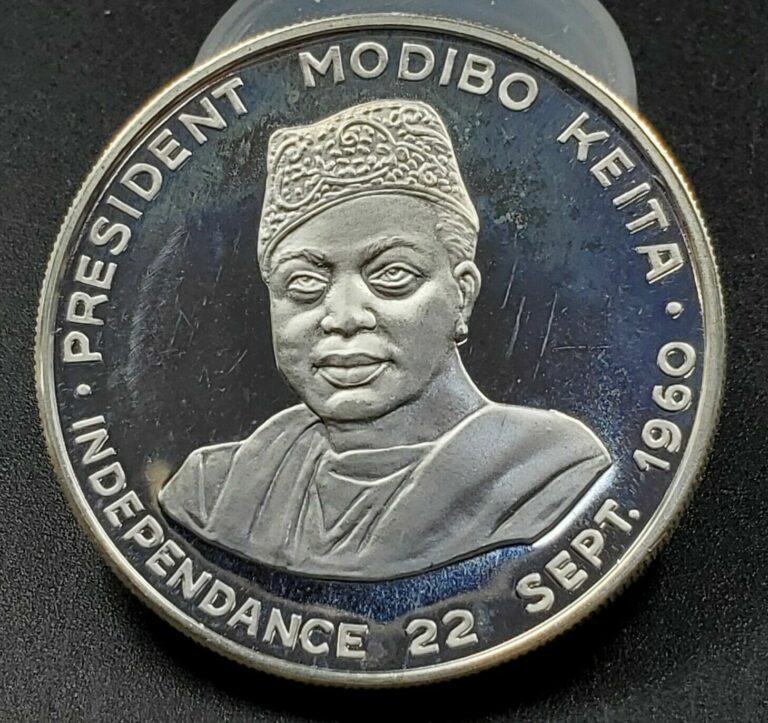 · PRESIDENT MODIBO KEITA ·
INDEPENDANCE 22 SEPT. 1960